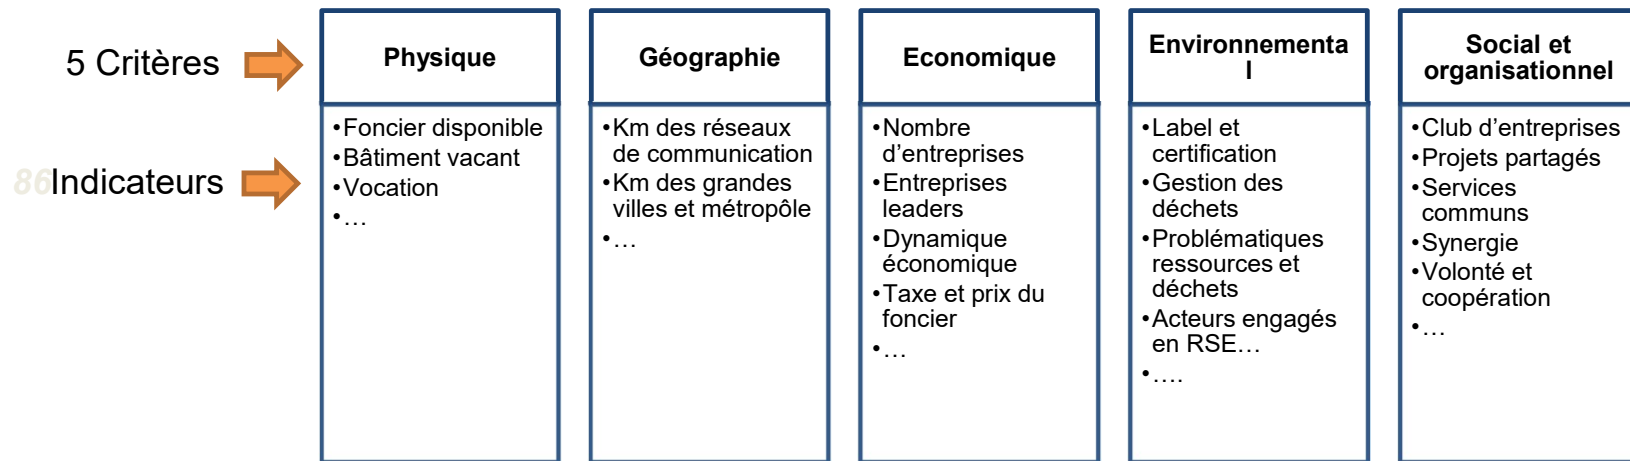 5 Critères
Physique
Géographie
Economique
Environnementa
l
Social et
organisationnel
86Indicateurs
•Foncier disponible
•Bâtiment vacant
•Vocation
•…
•Km des réseaux
de communication
•Km des grandes
villes et métropôle
•…
•Nombre
d’entreprises
•Entreprises
leaders
•Dynamique
économique
•Taxe et prix du
foncier
•…
•Label et
certification
•Gestion des
déchets
•Problématiques
ressources et
déchets
•Acteurs engagés
en RSE…
•….
•Club d’entreprises
•Projets partagés
•Services
communs
•Synergie
•Volonté et
coopération
•…